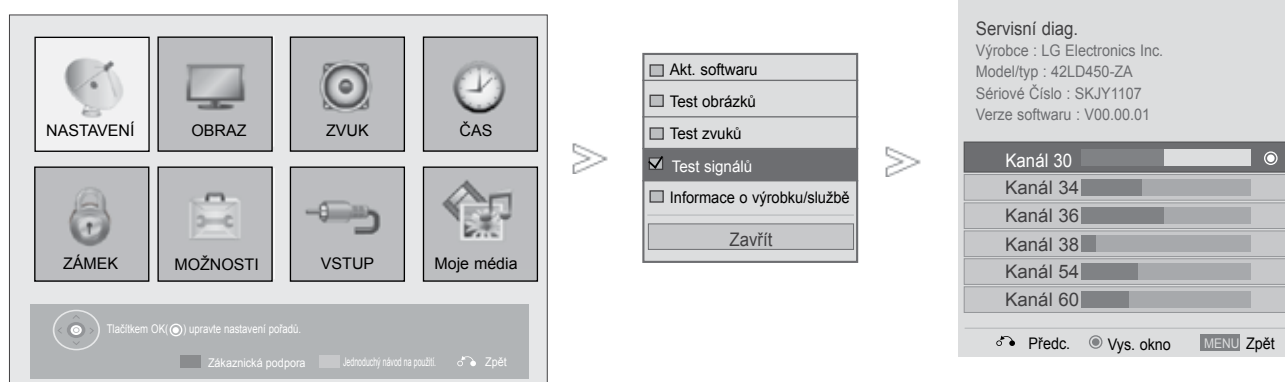 NASTAVENÍ
OBRAZ
ZVUK
ČAS
ZÁMEK
MOŽNOSTI
VSTUP
Moje média
Tlačítkem OK(◉) upravte nastavení pořadů.
Zákaznická podpora
Jednoduchý návod na použití.
Zpět
Akt. softwaru
Test obrázků
Test zvuků
Test signálů
Informace o výrobku/službě
Zavřít
Servisní diag.
Výrobce : LG Electronics Inc.
Model/typ : 42LD450-ZA
Sériové Číslo : SKJY1107
Verze softwaru : V00.00.01
Kanál 30
Kanál 34
Kanál 36
Kanál 38
Kanál 54
Kanál 60
Předc.
Vys. okno
MENU Zpět